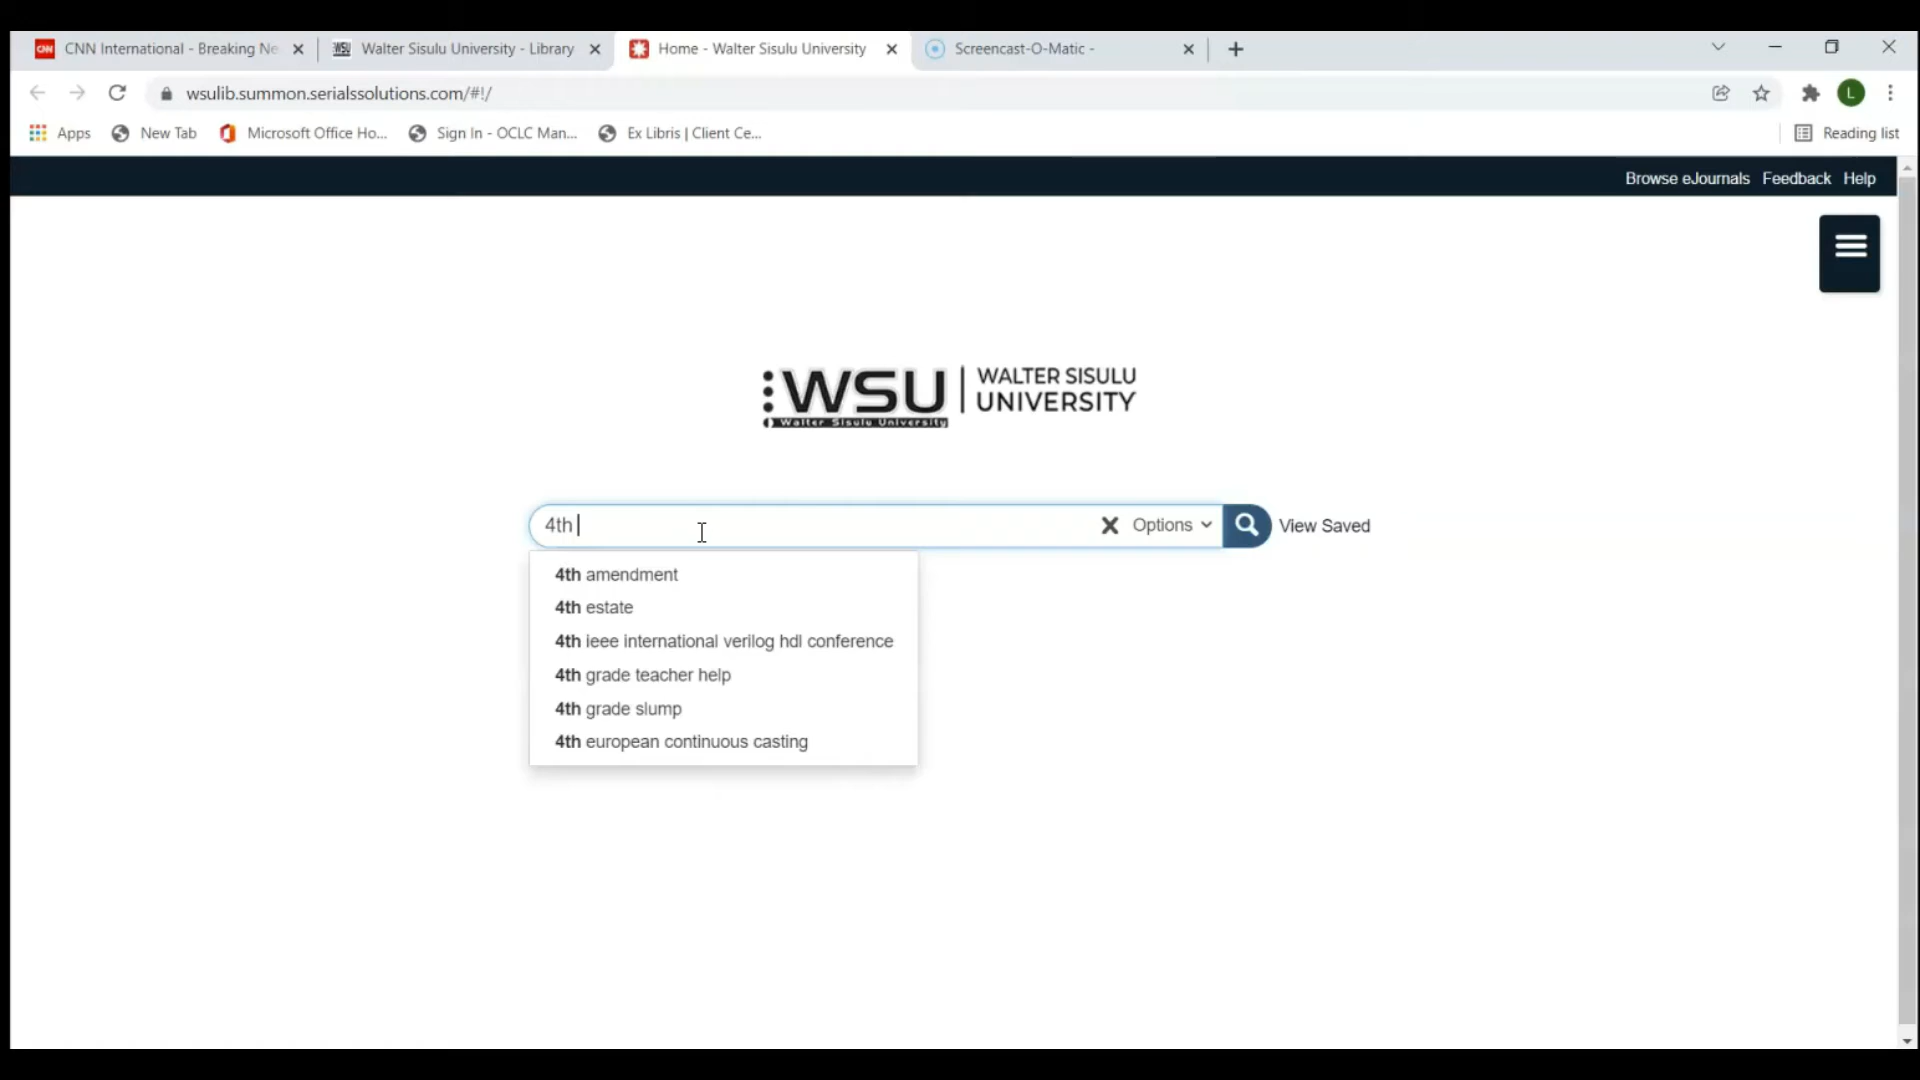 CNN International - Breaking Ne
Walter Sisulu University - Library
Home - Walter Sisulu University
Screencast-O-Matic -
wsulib.summon.serialssolutions.com/#!/
L
Apps
New Tab
Microsoft Office Ho...
Sign In - OCLC Man...
Ex Libris | Client Ce...
Reading list
Browse eJournals Feedback Help
WSU
Walter Sisulu University
WALTER SISULU
UNIVERSITY
4th
Options
View Saved
4th amendment
4th estate
4th ieee international verilog hdl conference
4th grade teacher help
4th grade slump
4th european continuous casting